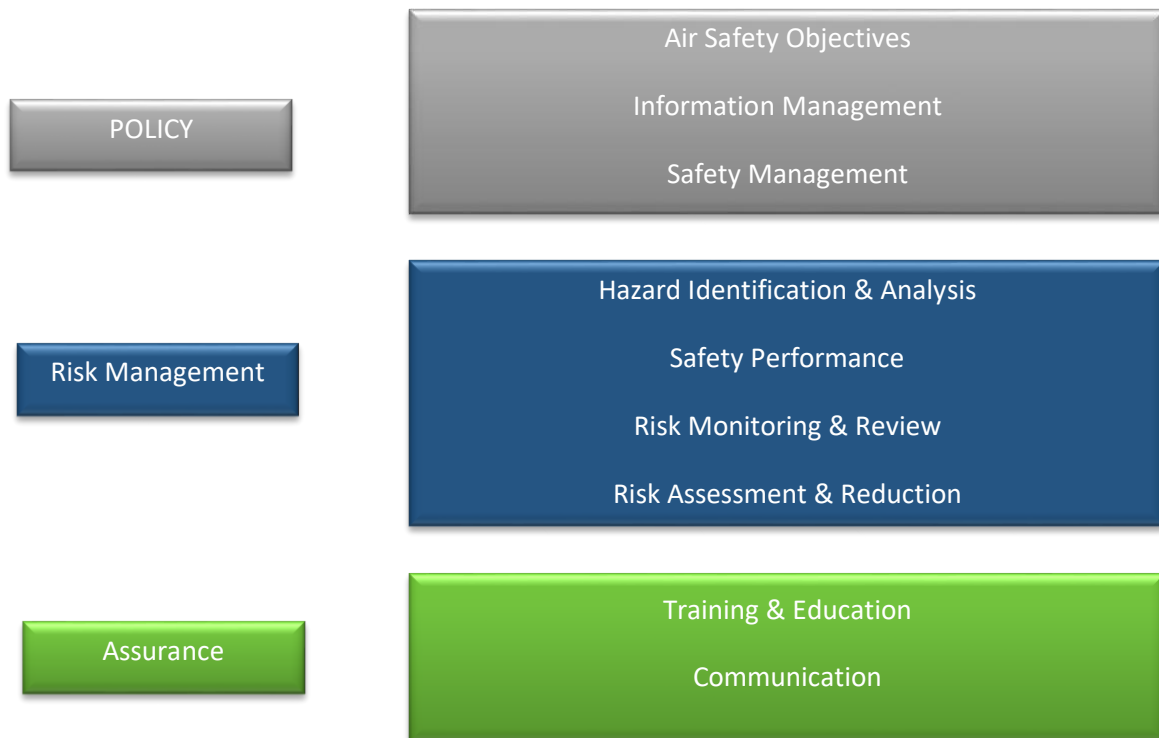 POLICY
Air Safety Objectives
Information Management
Safety Management
Risk Management
Hazard Identification & Analysis
Safety Performance
Risk Monitoring & Review
Risk Assessment & Reduction
Assurance
Training & Education
Communication